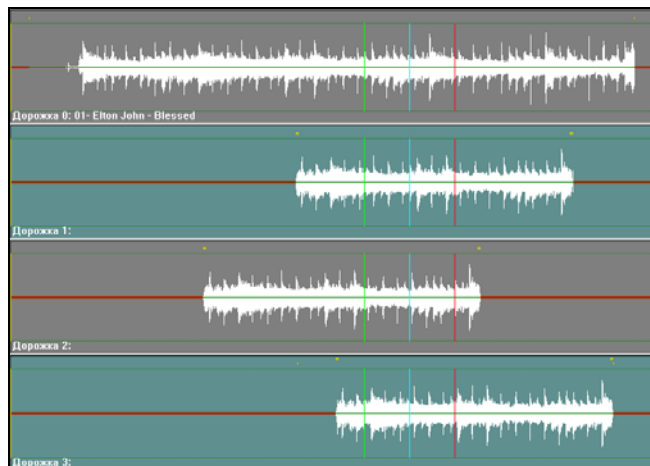 Дорожка 0: 01- Elton John - Blessed
Дорожка 1:
Дорожка 2:
Дорожка 3: